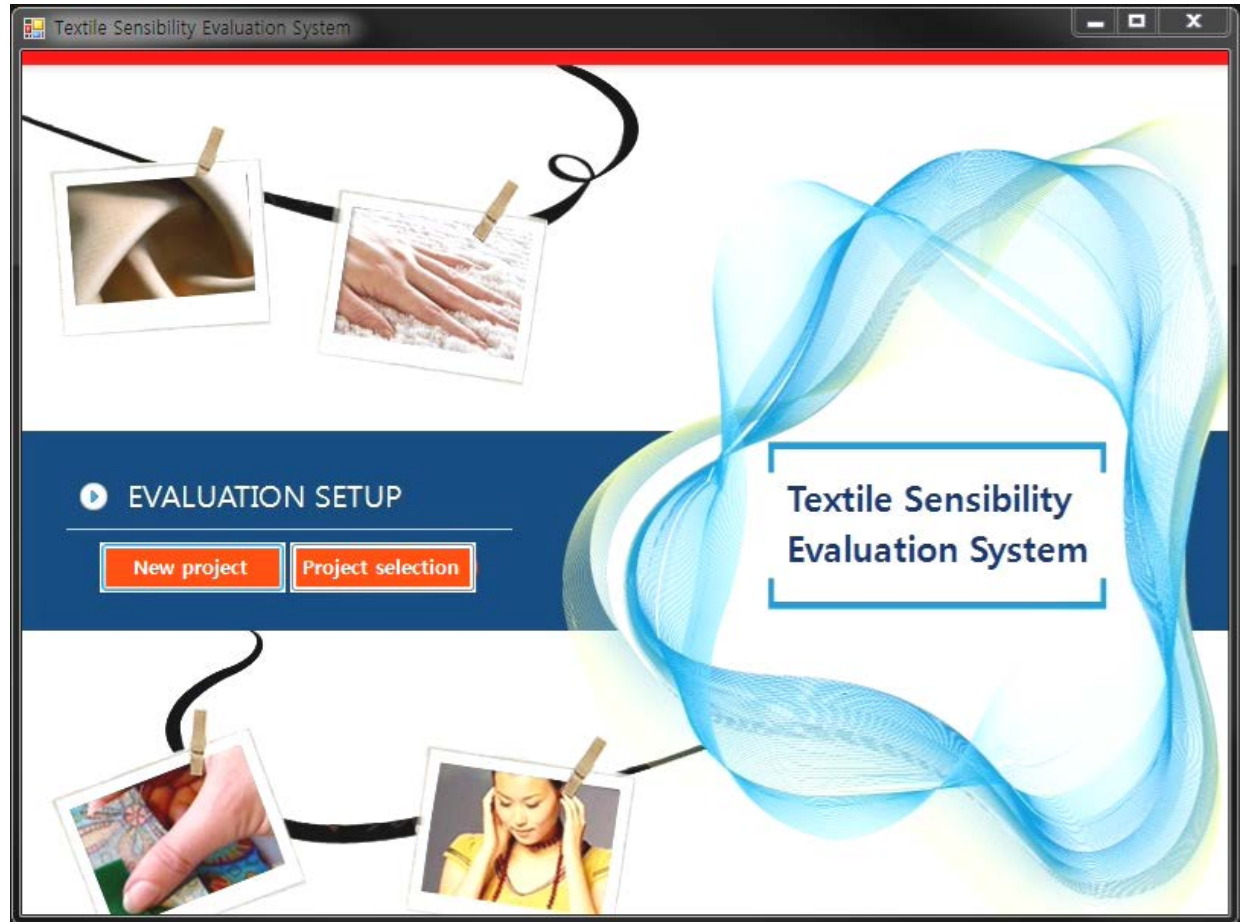 Textile Sensibility Evaluation System
EVALUATION SETUP
New project
Project selection
Textile Sensibility
Evaluation System